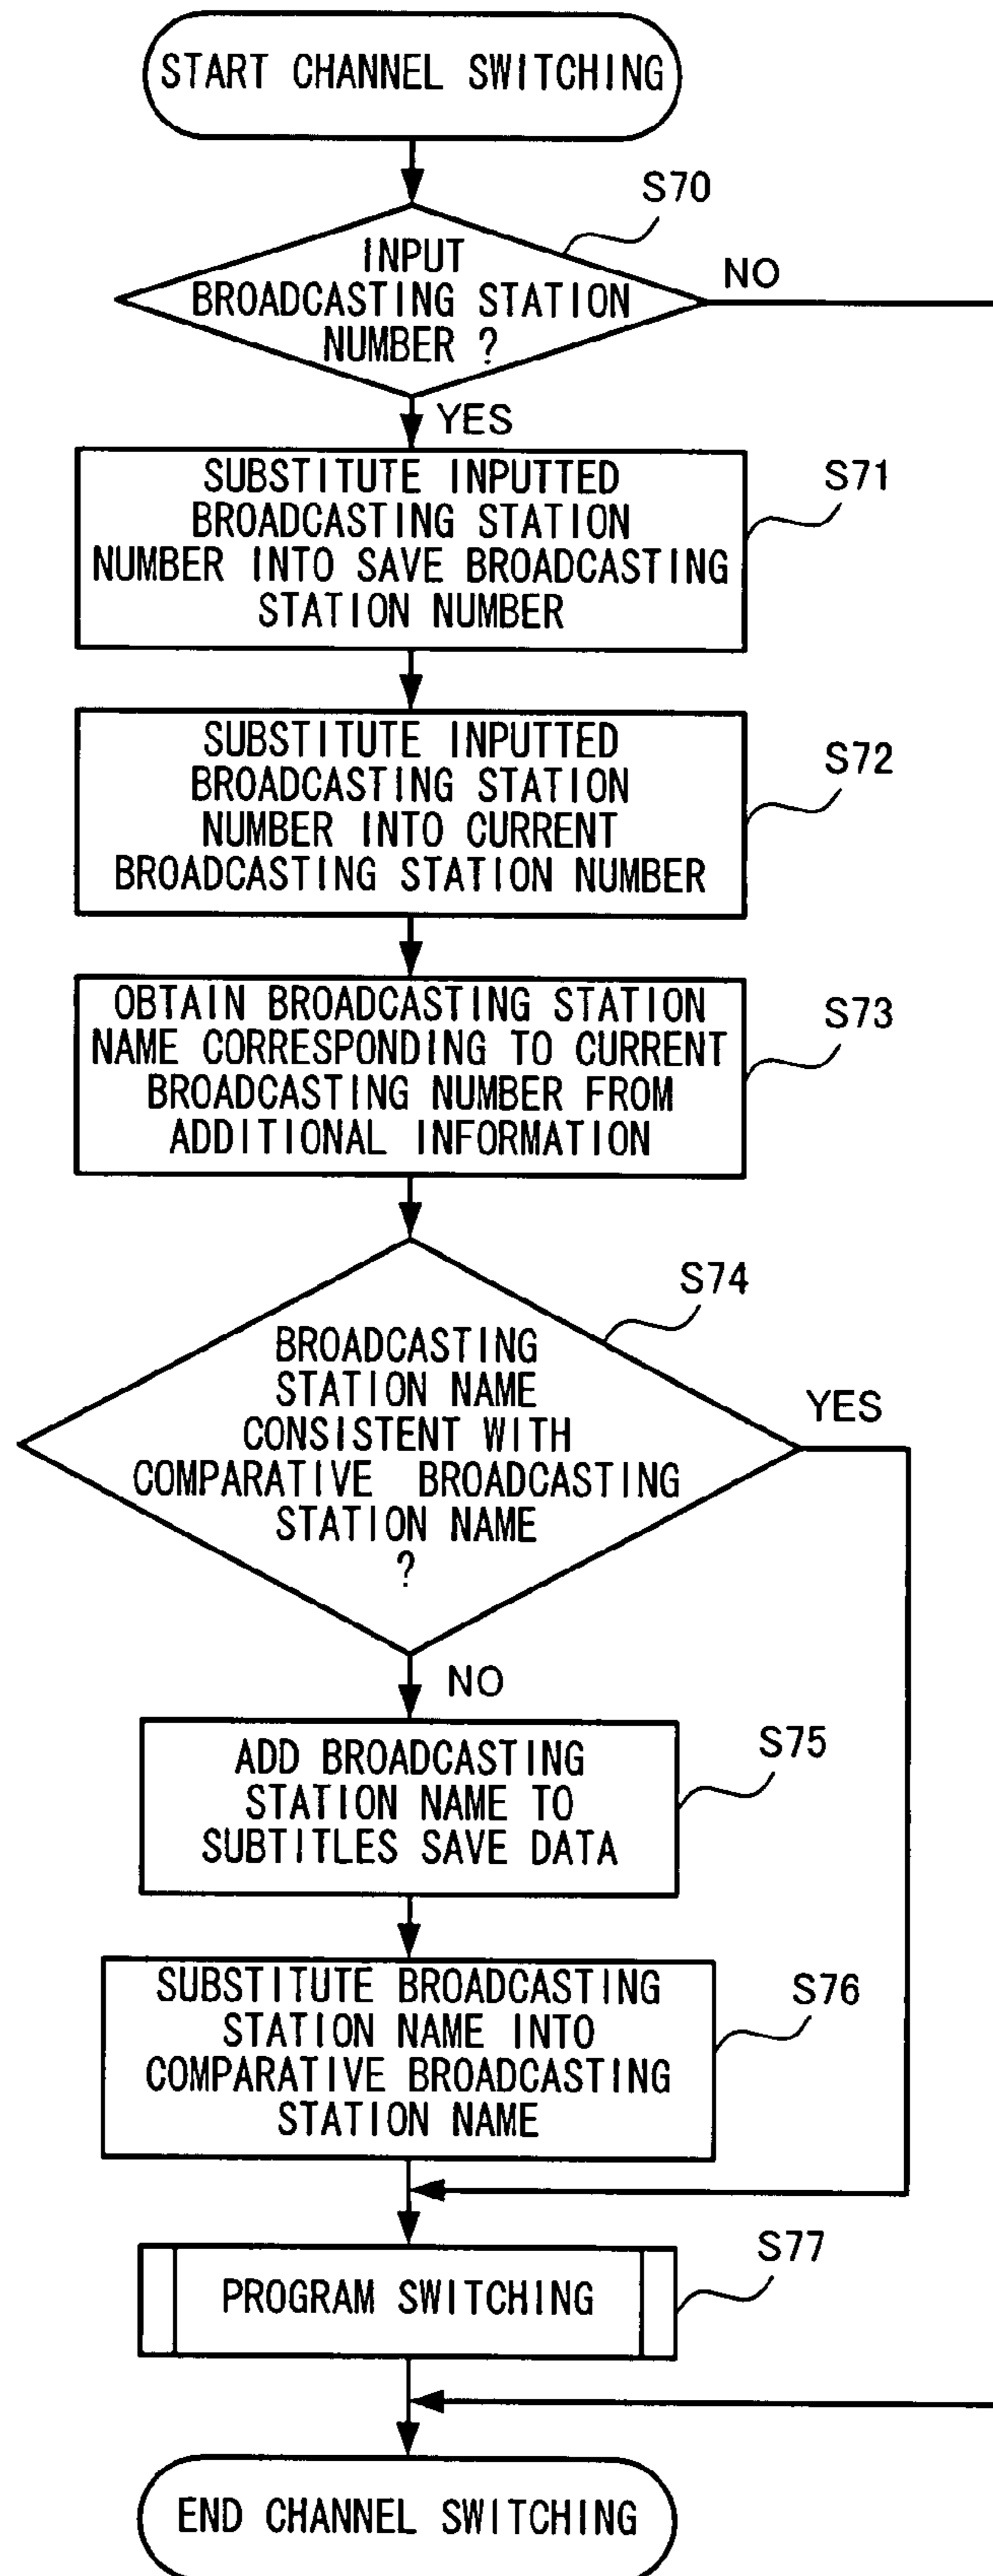 START CHANNEL SWITCHING
S70
INPUT
BROADCASTING STATION
NUMBER ?
NO
YES
SUBSTITUTE INPUTTED
BROADCASTING STATION
NUMBER INTO SAVE BROADCASTING
STATION NUMBER
S71
SUBSTITUTE INPUTTED
BROADCASTING STATION
NUMBER INTO CURRENT
BROADCASTING STATION NUMBER
S72
OBTAIN BROADCASTING STATION
NAME CORRESPONDING TO CURRENT
BROADCASTING NUMBER FROM
ADDITIONAL INFORMATION
S73
S74
BROADCASTING
STATION NAME
CONSISTENT WITH
COMPARATIVE BROADCASTING
STATION NAME
?
YES
NO
ADD BROADCASTING
STATION NAME TO
SUBTITLES SAVE DATA
S75
SUBSTITUTE BROADCASTING
STATION NAME INTO
COMPARATIVE BROADCASTING
STATION NAME
S76
PROGRAM SWITCHING
S77
END CHANNEL SWITCHING